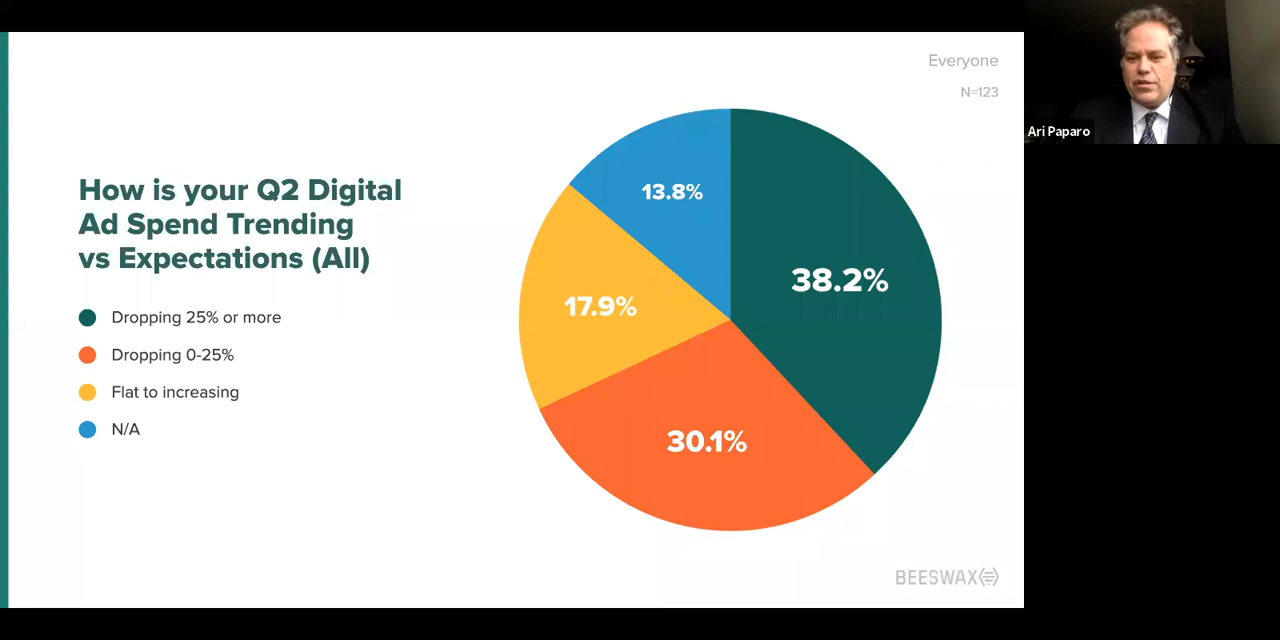 Everyone
N=123
How is your Q2 Digital
Ad Spend Trending
vs Expectations (All)
Dropping 25% or more
Dropping 0-25%
Flat to increasing
N/A
13.8%
38.2%
17.9%
30.1%
BEESWAX
Ari Paparo